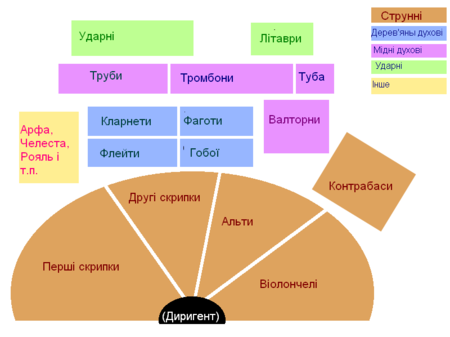 Ударні
Літаври
Струнні
Дерев'яны духові
Мідні духові
Ударні
Інше
Труби
Тромбони
Туба
Арфа,
Челеста,
Рояль і
т.п.
Кларнети
Фаготи
Валторни
Флейти
Гобої
Контрабаси
Другі скрипки
Альти
Перші скрипки
Віолончелі
(Диригент)